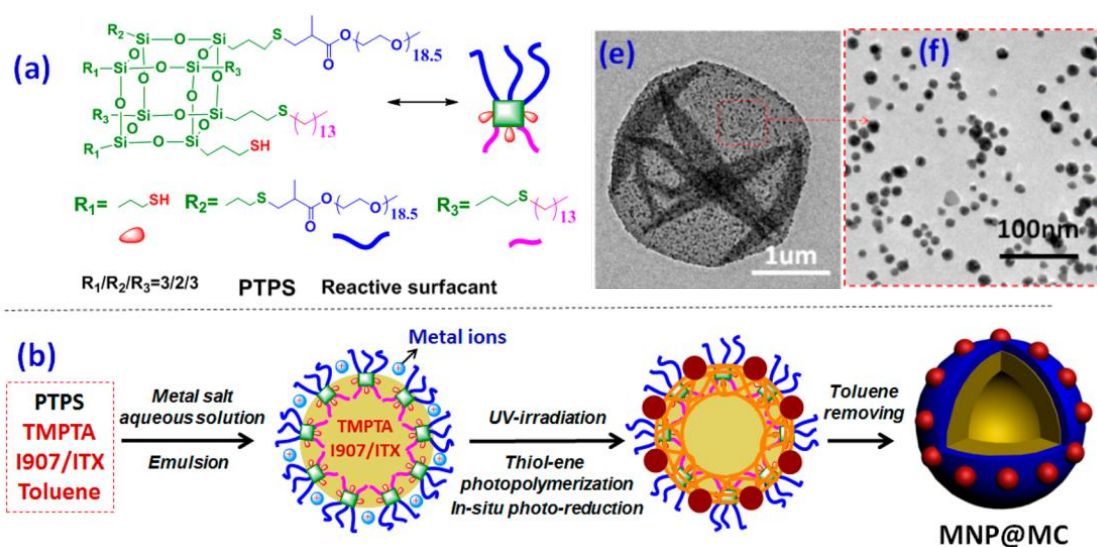 (a)
R2 Si O Si S O O 18.5
O O O
R1 Si O Si R3
O O
R3 Si O Si S 13
O O
R1 Si O Si SH
R1= SH R2= S O O O 18.5 R3= S 13
R1/R2/R3=3/2/3 PTPS Reactive surfacant
(e)
1um
(f)
100nm
(b)
PTPS
TMPTA
I907/ITX
Toluene
Metal salt
aqueous solution
Emulsion
Metal ions
TMPTA
I907/ITX
UV-irradiation
Thiol-ene
photopolymerization
In-situ photo-reduction
Toluene
removing
MNP@MC